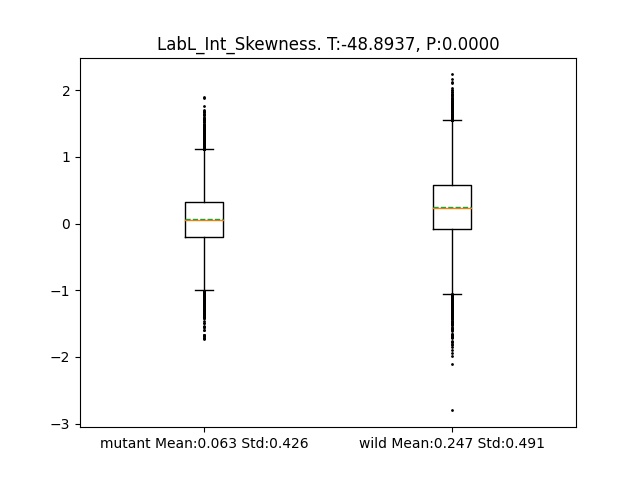 LabL_Int_Skewness. T:-48.8937, P:0.0000
2
1
0
−1
−2
−3
mutant Mean:0.063 Std:0.426
wild Mean:0.247 Std:0.491